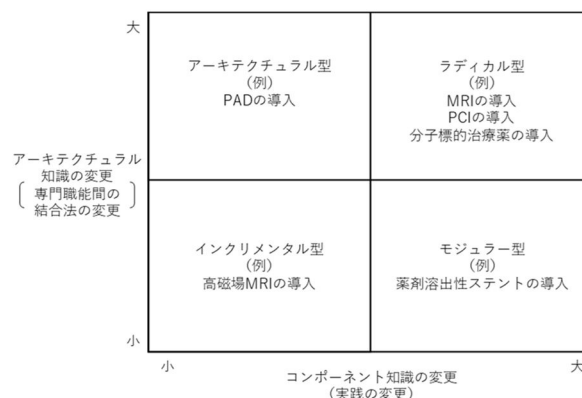 大
アーキテクチュラル型
(例)
PADの導入
ラディカル型
(例)
MRIの導入
PCIの導入
分子標的治療薬の導入
アーキテクチュラル
知識の変更
専門職能間の
結合法の変更
インクリメンタル型
(例)
高磁場MRIの導入
モジュラー型
(例)
薬剤溶出性ステントの導入
小
小
大
コンポーネント知識の変更
(実践の変更)